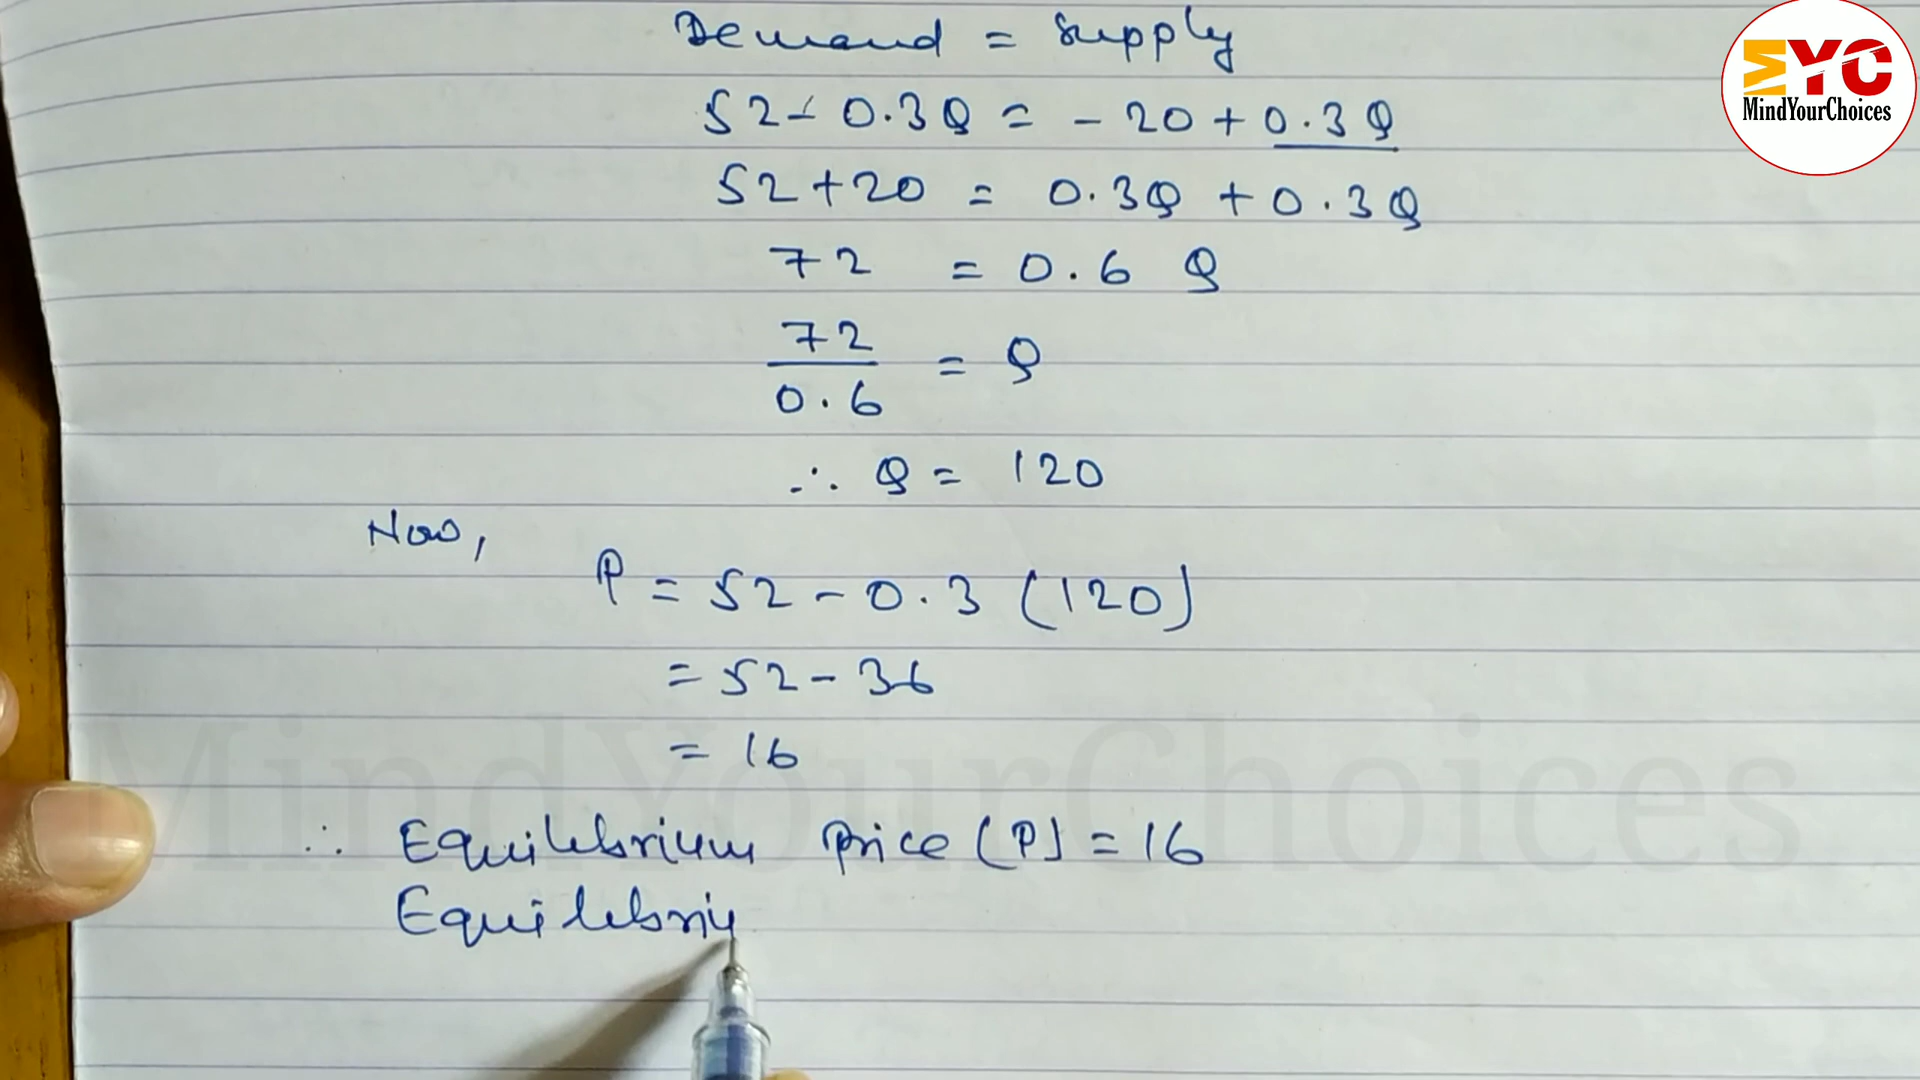 Demand = Supply
52 - 0.3Q = - 20 + 0.3Q
52 + 20 = 0.3Q + 0.3Q
72 = 0.6 Q
72
0.6
= Q
∴ Q = 120
Now,
P = 52 - 0.3 (120)
= 52 - 36
= 16
∴ Equilibrium Price (P) = 16
Equilibriu
MYC
MindYourChoices
MindYourChoices